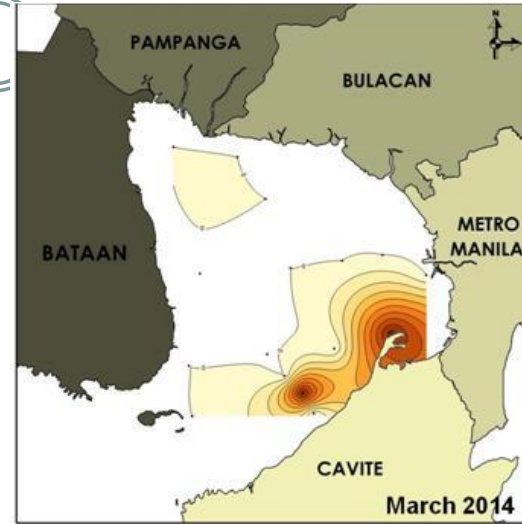 N
PAMPANGA
BULACAN
METRO
MANILA
BATAAN
CAVITE
March 2014